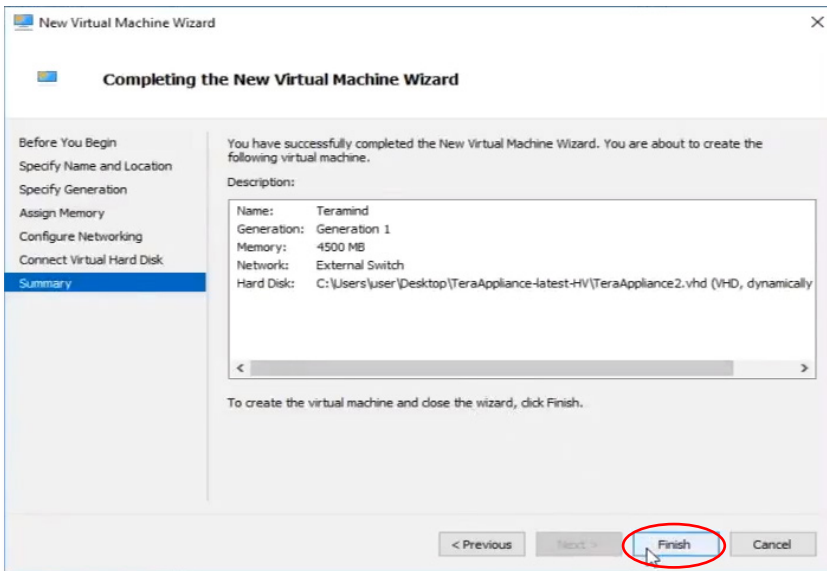 New Virtual Machine Wizard
Completing the New Virtual Machine Wizard
Before You Begin
Specify Name and Location
Specify Generation
Assign Memory
Configure Networking
Connect Virtual Hard Disk
Summary
You have successfully completed the New Virtual Machine Wizard. You are about to create the
following virtual machine.
Description:
Name: Teramind
Generation: Generation 1
Memory: 4500 MB
Network: External Switch
Hard Disk: C:\Users\user\Desktop\TeraAppliance-latest-HV\TeraAppliance2.vhd (VHD, dynamically
To create the virtual machine and close the wizard, click Finish.
< Previous Next > Finish Cancel